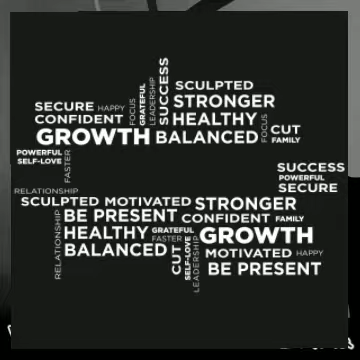 SUCCESS
SCULPTED
GRATEFUL
LEADERSHIP
FOCUS
STRONGER
SECURE HAPPY
CONFIDENT
HEALTHY
FOCUS
CUT
FAMILY
GROWTH BALANCED
POWERFUL
SELF-LOVE
FASTER
SUCCESS
POWERFUL
SECURE
RELATIONSHIP
SCULPTED MOTIVATED STRONGER
RELATIONSHIP
BE PRESENT CONFIDENT FAMILY
HEALTHY GRATEFUL
FASTER
GROWTH
BALANCED
CUT
SELF-LOVE
LEADERSHIP
MOTIVATED HAPPY
BE PRESENT